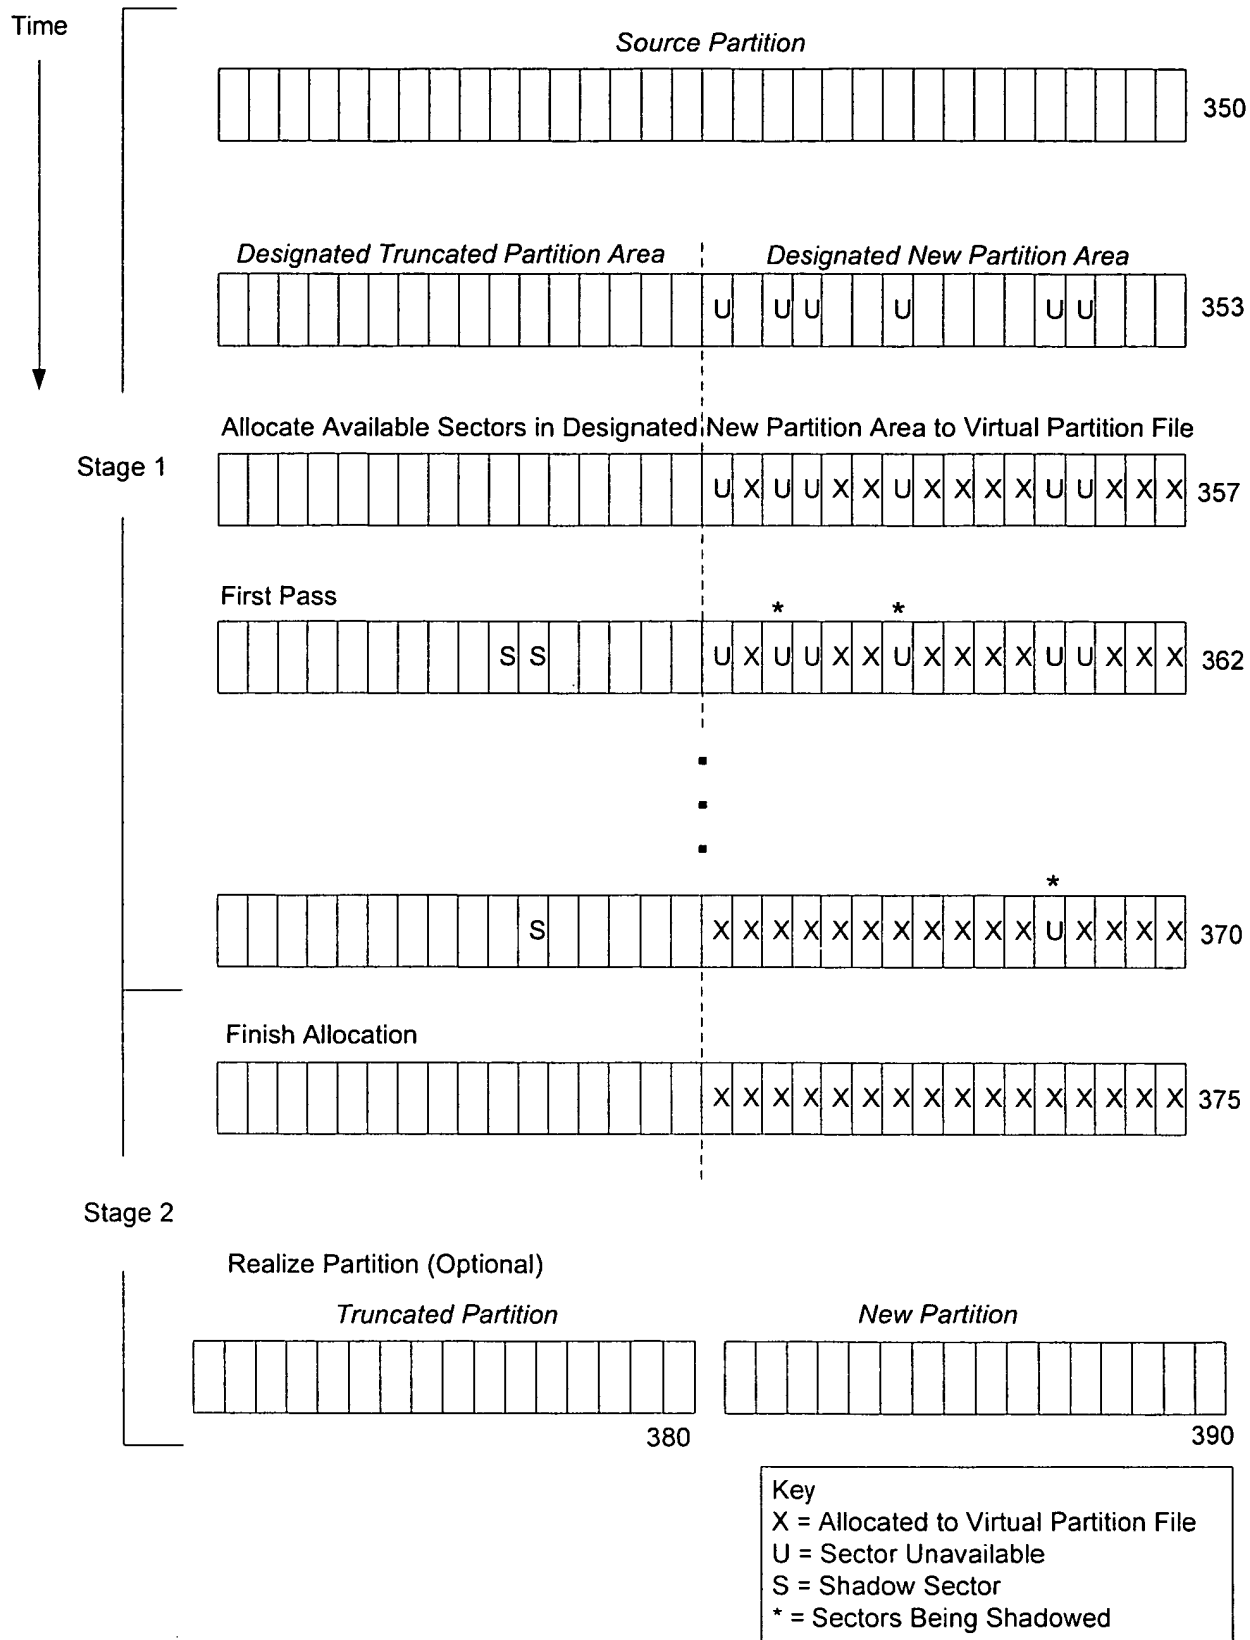 Time
Source Partition
350
Designated Truncated Partition Area Designated New Partition Area
U U U U U U 353
Allocate Available Sectors in Designated New Partition Area to Virtual Partition File
Stage 1
U X U U X X U X X X X U U X X X 357
First Pass
* *
S S U X U U X X U X X X X U U X X X 362
*
S X X X X X X X X X X X U X X X X 370
Finish Allocation
X X X X X X X X X X X X X X X X 375
Stage 2
Realize Partition (Optional)
Truncated Partition New Partition
380 390
Key
X = Allocated to Virtual Partition File
U = Sector Unavailable
S = Shadow Sector
* = Sectors Being Shadowed